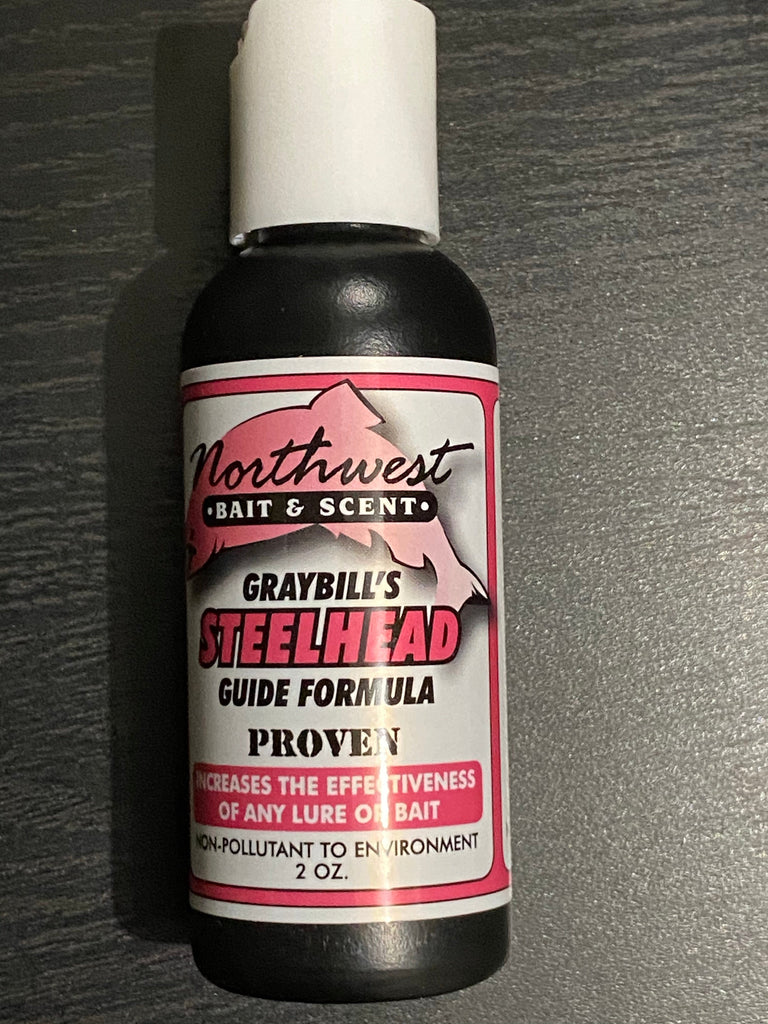 Northwest
•BAIT & SCENT•
GRAYBILL'S
STEELHEAD
GUIDE FORMULA
PROVEN
INCREASES THE EFFECTIVENESS
OF ANY LURE OR BAIT
NON-POLLUTANT TO ENVIRONMENT
2 OZ.